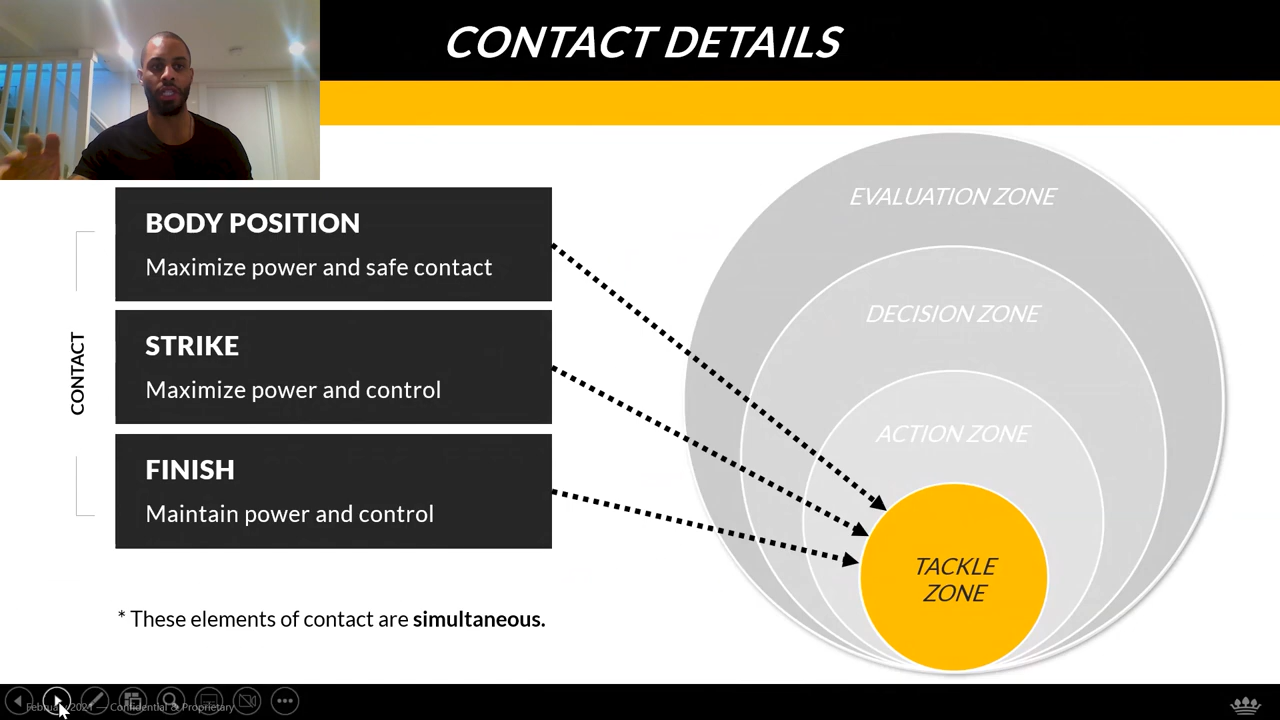 CONTACT DETAILS
BODY POSITION
Maximize power and safe contact
STRIKE
Maximize power and control
FINISH
Maintain power and control
CONTACT
* These elements of contact are simultaneous.
EVALUATION ZONE
DECISION ZONE
ACTION ZONE
TACKLE
ZONE
February 2021 — Confidential & Proprietary